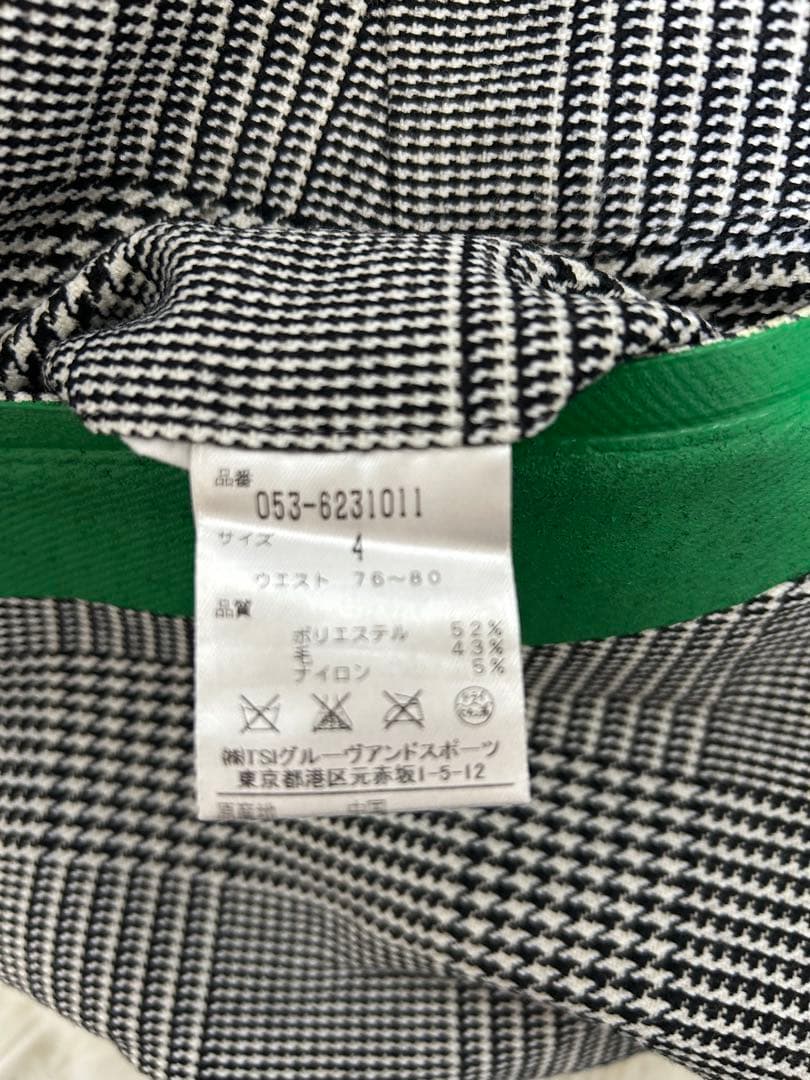 品番
053-6231011
サイズ
4
ウエスト 76〜80
品質
ポリエステル 52%
毛 43%
ナイロン 5%
ドライ
㈱TSIグルーヴアンドスポーツ
東京都港区元赤坂1-5-12
原産地 中国